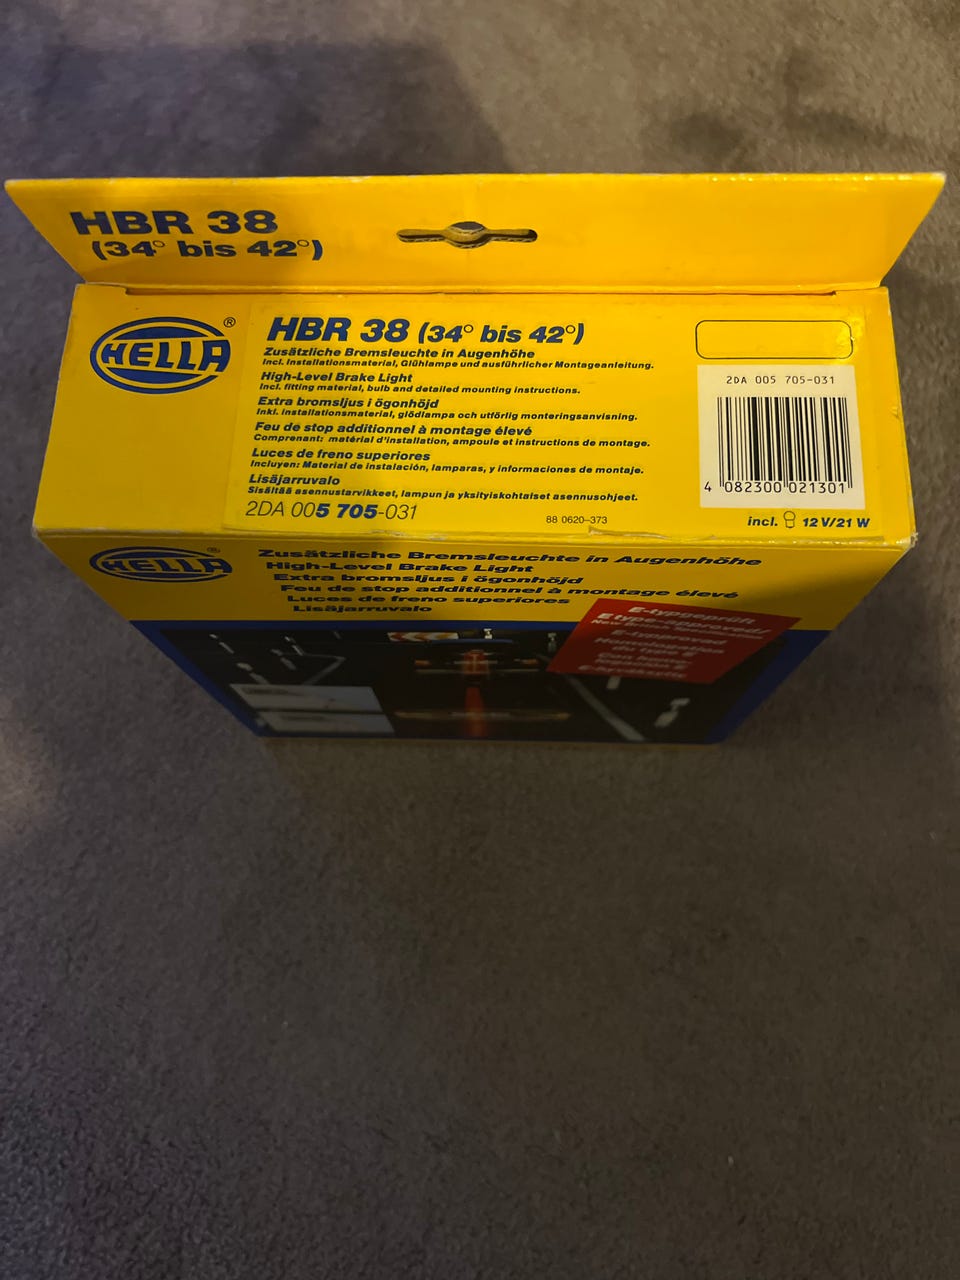 HBR 38
(34° bis 42°)
HELLA ®
HBR 38 (34° bis 42°)
Zusätzliche Bremsleuchte in Augenhöhe
Incl. Installationsmaterial, Glühlampe und ausführlicher Montageanleitung.
High-Level Brake Light
Incl. fitting material, bulb and detailed mounting instructions.
Extra bromsljus i ögonhöjd
Inkl. installationsmaterial, glödlampa och utförlig monteringsanvisning.
Feu de stop additionnel à montage élevé
Comprenant: matérial d'installation, ampoule et instructions de montage.
Luces de freno superiores
Incluyen: Material de instalación, lamparas, y informaciones de montaje.
Lisäjarruvalo
Sisältää asennustarvikkeet, lampun ja yksityiskohtaiset asennusohjeet.
2DA 005 705-031
88 0620-373
2DA 005 705-031
4 082300 021301
incl. 12 V/21 W
HELLA ®
Zusätzliche Bremsleuchte in Augenhöhe
High-Level Brake Light
Extra bromsljus i ögonhöjd
Feu de stop additionnel à montage élevé
Luces de freno superiores
Lisäjarruvalo
E-typgeprüft
E type-approved/